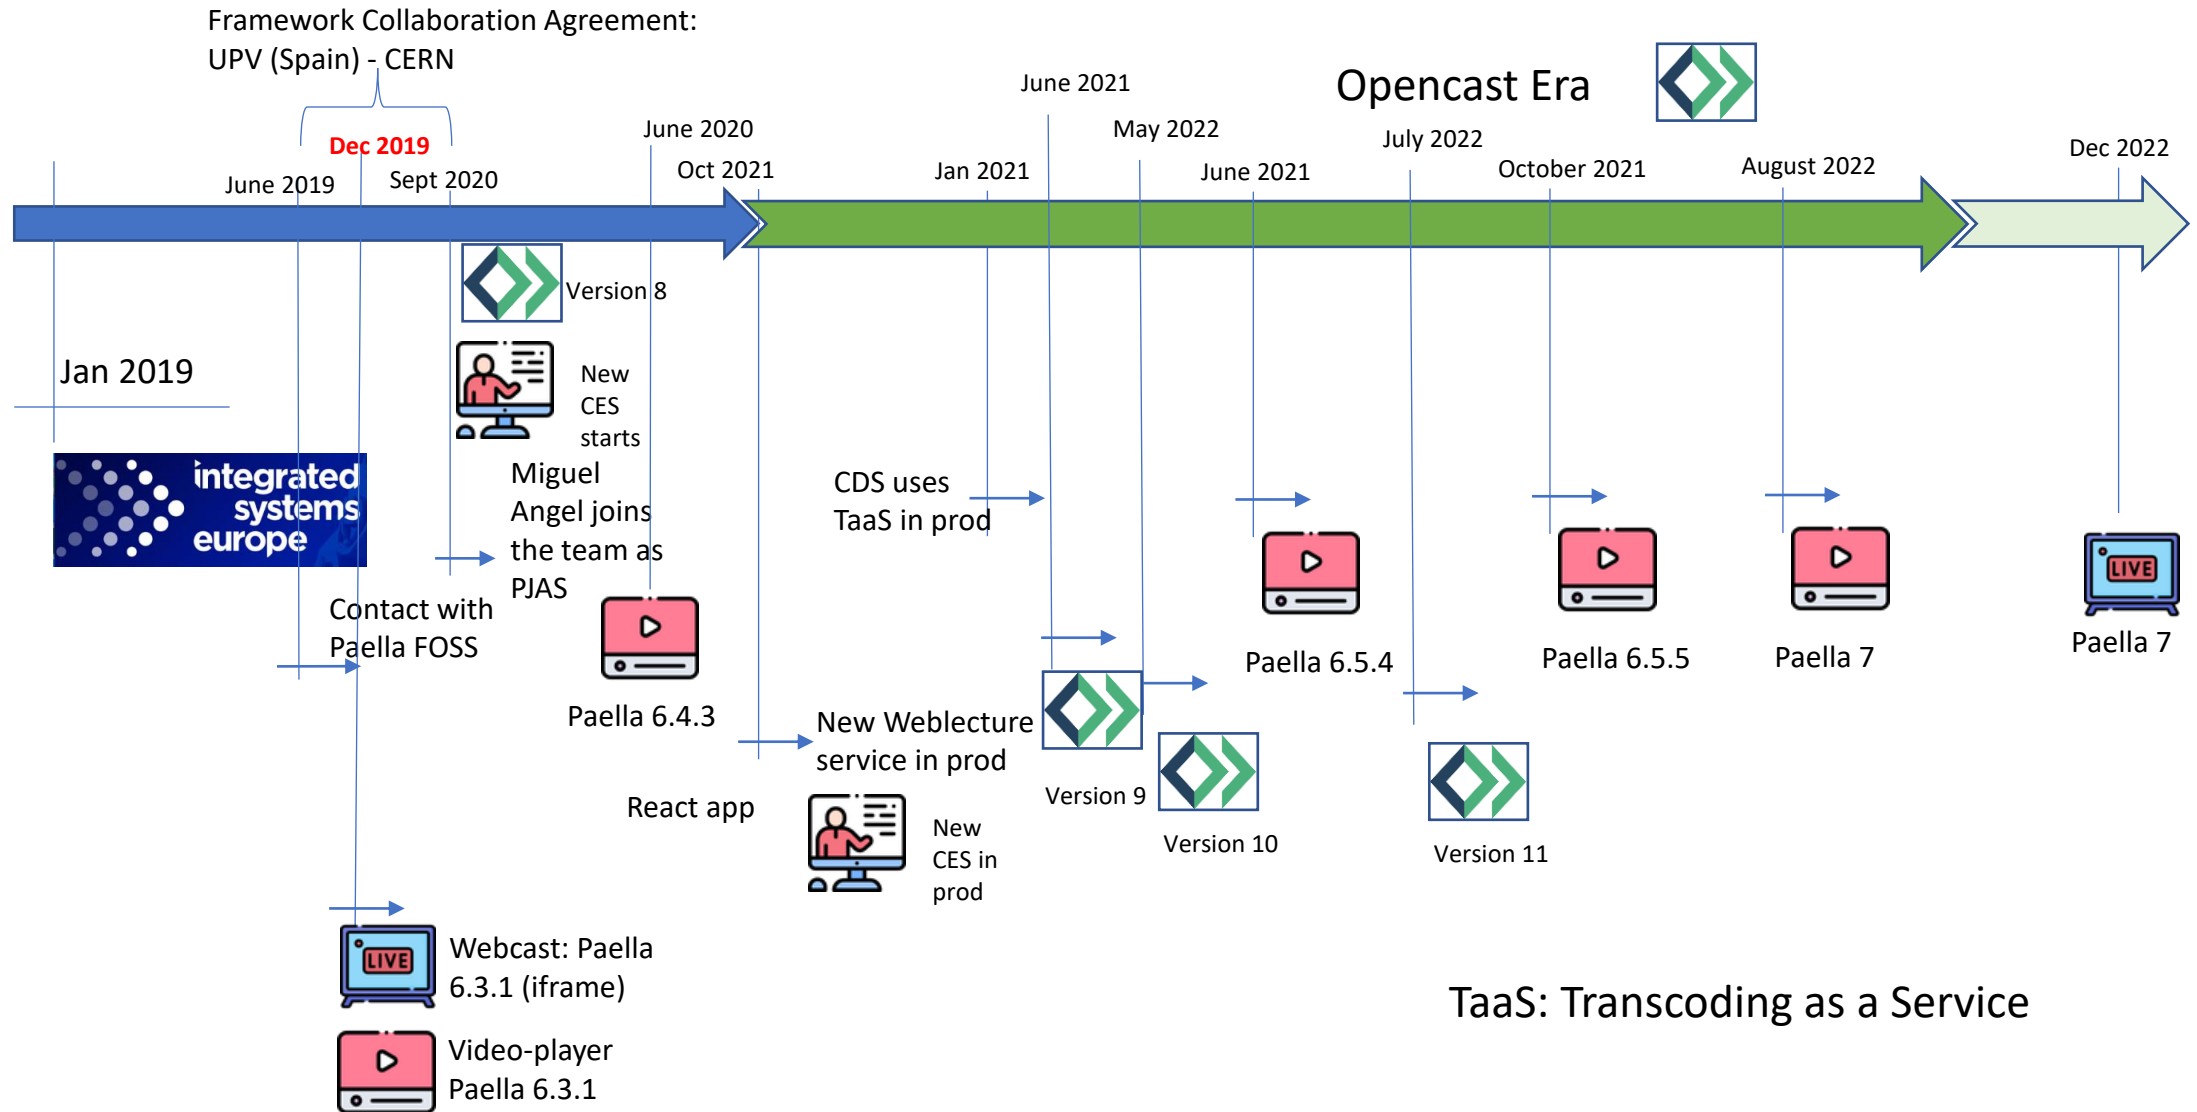 Framework Collaboration Agreement:
UPV (Spain) - CERN
Opencast Era
June 2021
May 2022
July 2022
June 2020
Dec 2019
Dec 2022
June 2019
Sept 2020
Oct 2021
Jan 2021
June 2021
October 2021
August 2022
Version 8
Jan 2019
New
CES
starts
integrated
systems
europe
Miguel
Angel joins
the team as
PJAS
CDS uses
TaaS in prod
Contact with
Paella FOSS
LIVE
Paella 6.4.3
Paella 6.5.4
Paella 6.5.5
Paella 7
Paella 7
New Weblecture
service in prod
React app
New
CES in
prod
Version 9
Version 10
Version 11
LIVE
Webcast: Paella
6.3.1 (iframe)
Video-player
Paella 6.3.1
TaaS: Transcoding as a Service